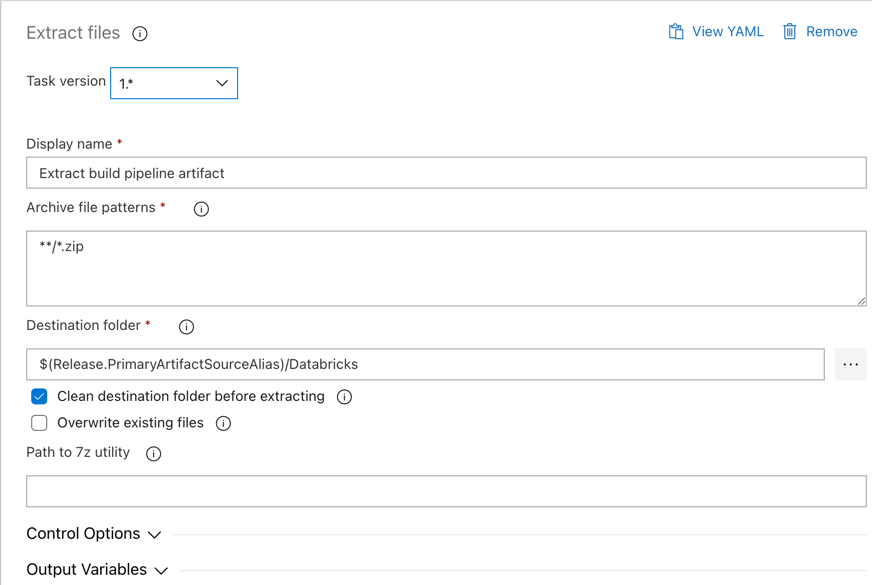 Extract files
View YAML
Remove
Task version
1.*
Display name *
Extract build pipeline artifact
Archive file patterns *
**/*.zip
Destination folder *
$(Release.PrimaryArtifactSourceAlias)/Databricks
...
Clean destination folder before extracting
Overwrite existing files
Path to 7z utility
Control Options
Output Variables